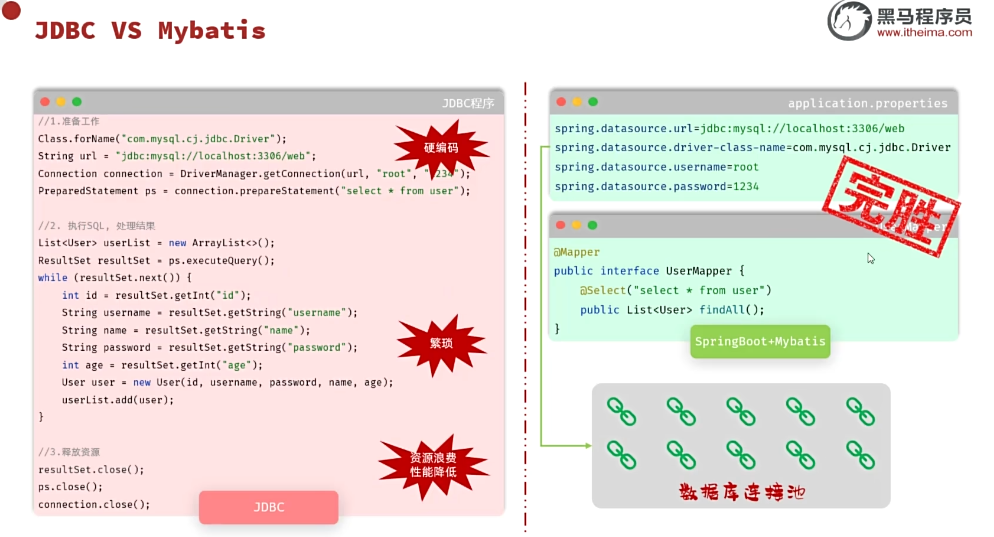 JDBC VS Mybatis
黑马程序员
www.itheima.com
JDBC程序
//1.准备工作
Class.forName("com.mysql.cj.jdbc.Driver");
String url = "jdbc:mysql://localhost:3306/web";
Connection connection = DriverManager.getConnection(url, "root", "1234");
PreparedStatement ps = connection.prepareStatement("select * from user");
硬编码
//2. 执行SQL, 处理结果
List<User> userList = new ArrayList<>();
ResultSet resultSet = ps.executeQuery();
while (resultSet.next()) {
int id = resultSet.getInt("id");
String username = resultSet.getString("username");
String name = resultSet.getString("name");
String password = resultSet.getString("password");
int age = resultSet.getInt("age");
User user = new User(id, username, password, name, age);
userList.add(user);
}
繁琐
//3.释放资源
resultSet.close();
ps.close();
connection.close();
资源浪费
性能降低
JDBC
application.properties
spring.datasource.url=jdbc:mysql://localhost:3306/web
spring.datasource.driver-class-name=com.mysql.cj.jdbc.Driver
spring.datasource.username=root
spring.datasource.password=1234
完胜
@Mapper
public interface UserMapper {
@Select("select * from user")
public List<User> findAll();
}
SpringBoot+Mybatis
数据库连接池